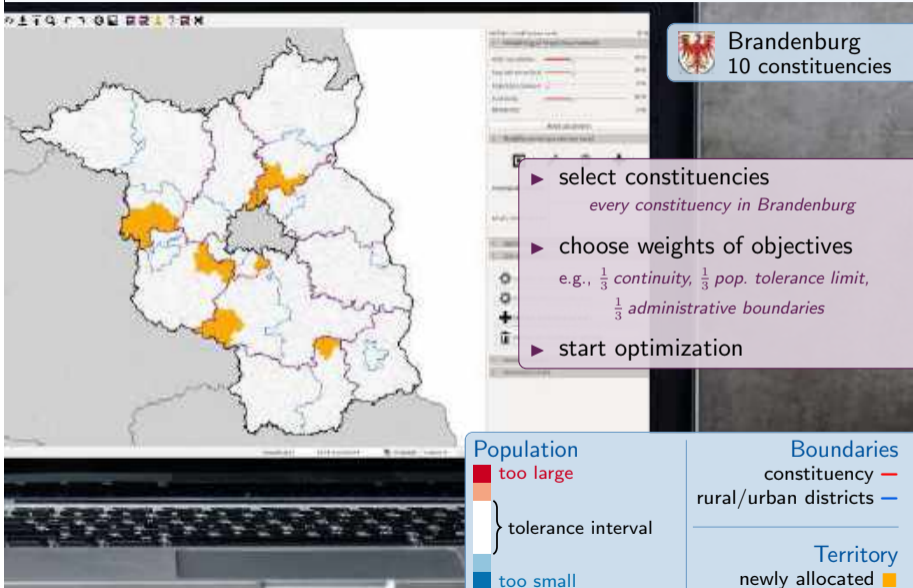 Brandenburg
10 constituencies
► select constituencies
every constituency in Brandenburg
► choose weights of objectives
e.g., 1/3 continuity, 1/3 pop. tolerance limit,
1/3 administrative boundaries
► start optimization
Population
too large
tolerance interval
too small
Boundaries
constituency
rural/urban districts
Territory
newly allocated